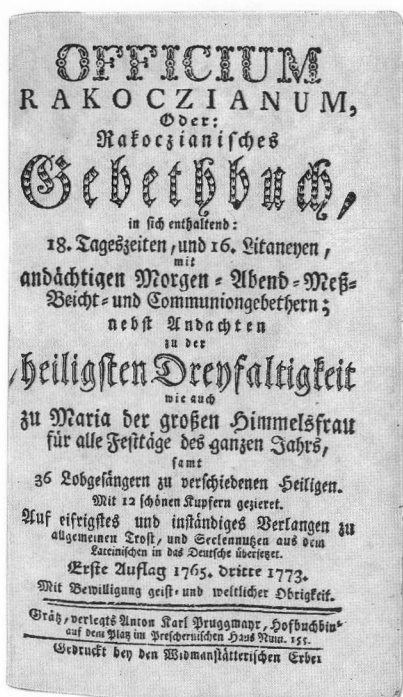 OFFICIUM
RAKOCZIANUM,
Oder:
Rakoczianisches
Gebethbuch,
in sich enthaltend:
18. Tageszeiten, und 16. Litaneyen,
mit
andächtigen Morgen-Abend-Meß-
Beicht- und Communiongebethern;
nebst Andachten
zu der
heiligsten Dreyfaltigkeit
wie auch
zu Maria der großen Himmelsfrau
für alle Festtäge des ganzen Jahrs,
samt
36 Lobgesängern zu verschiedenen Heiligen.
Mit 12 schönen Kupfern gezieret.
Auf eifrigstes und inständiges Verlangen zu
allgemeinen Trost, und Seelennutzen aus dem
Lateinischen in das Deutsche übersetzet.
Erste Auflag 1765. dritte 1773.
Mit Bewilligung geist- und weltlicher Obrigkeit.
Grätz, verlegts Anton Karl Pruggmayr, Hofbuchbin-
auf dem Platz im Preschernischen Haus Num. 155.
Gedruckt bey den Widmanstätterischen Erben